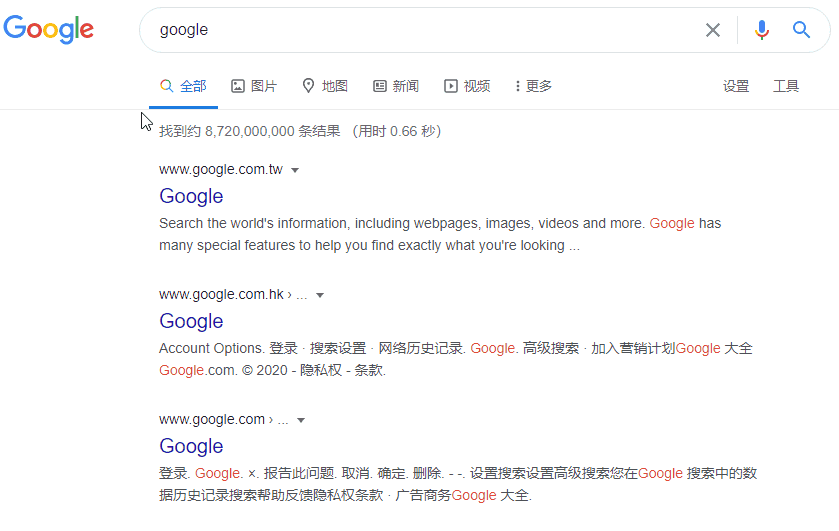 Google
google
全部 图片 地图 新闻 视频 更多 设置 工具
找到约 8,720,000,000 条结果 （用时 0.66 秒）
www.google.com.tw
Google
Search the world's information, including webpages, images, videos and more. Google has
many special features to help you find exactly what you're looking ...
www.google.com.hk › ...
Google
Account Options. 登录 · 搜索设置 · 网络历史记录. Google. 高级搜索 · 加入营销计划Google 大全
Google.com. © 2020 - 隐私权 - 条款.
www.google.com › ...
Google
登录. Google. ×. 报告此问题. 取消. 确定. 删除. - -. 设置搜索设置高级搜索您在Google 搜索中的数
据历史记录搜索帮助反馈隐私权条款 · 广告商务Google 大全.